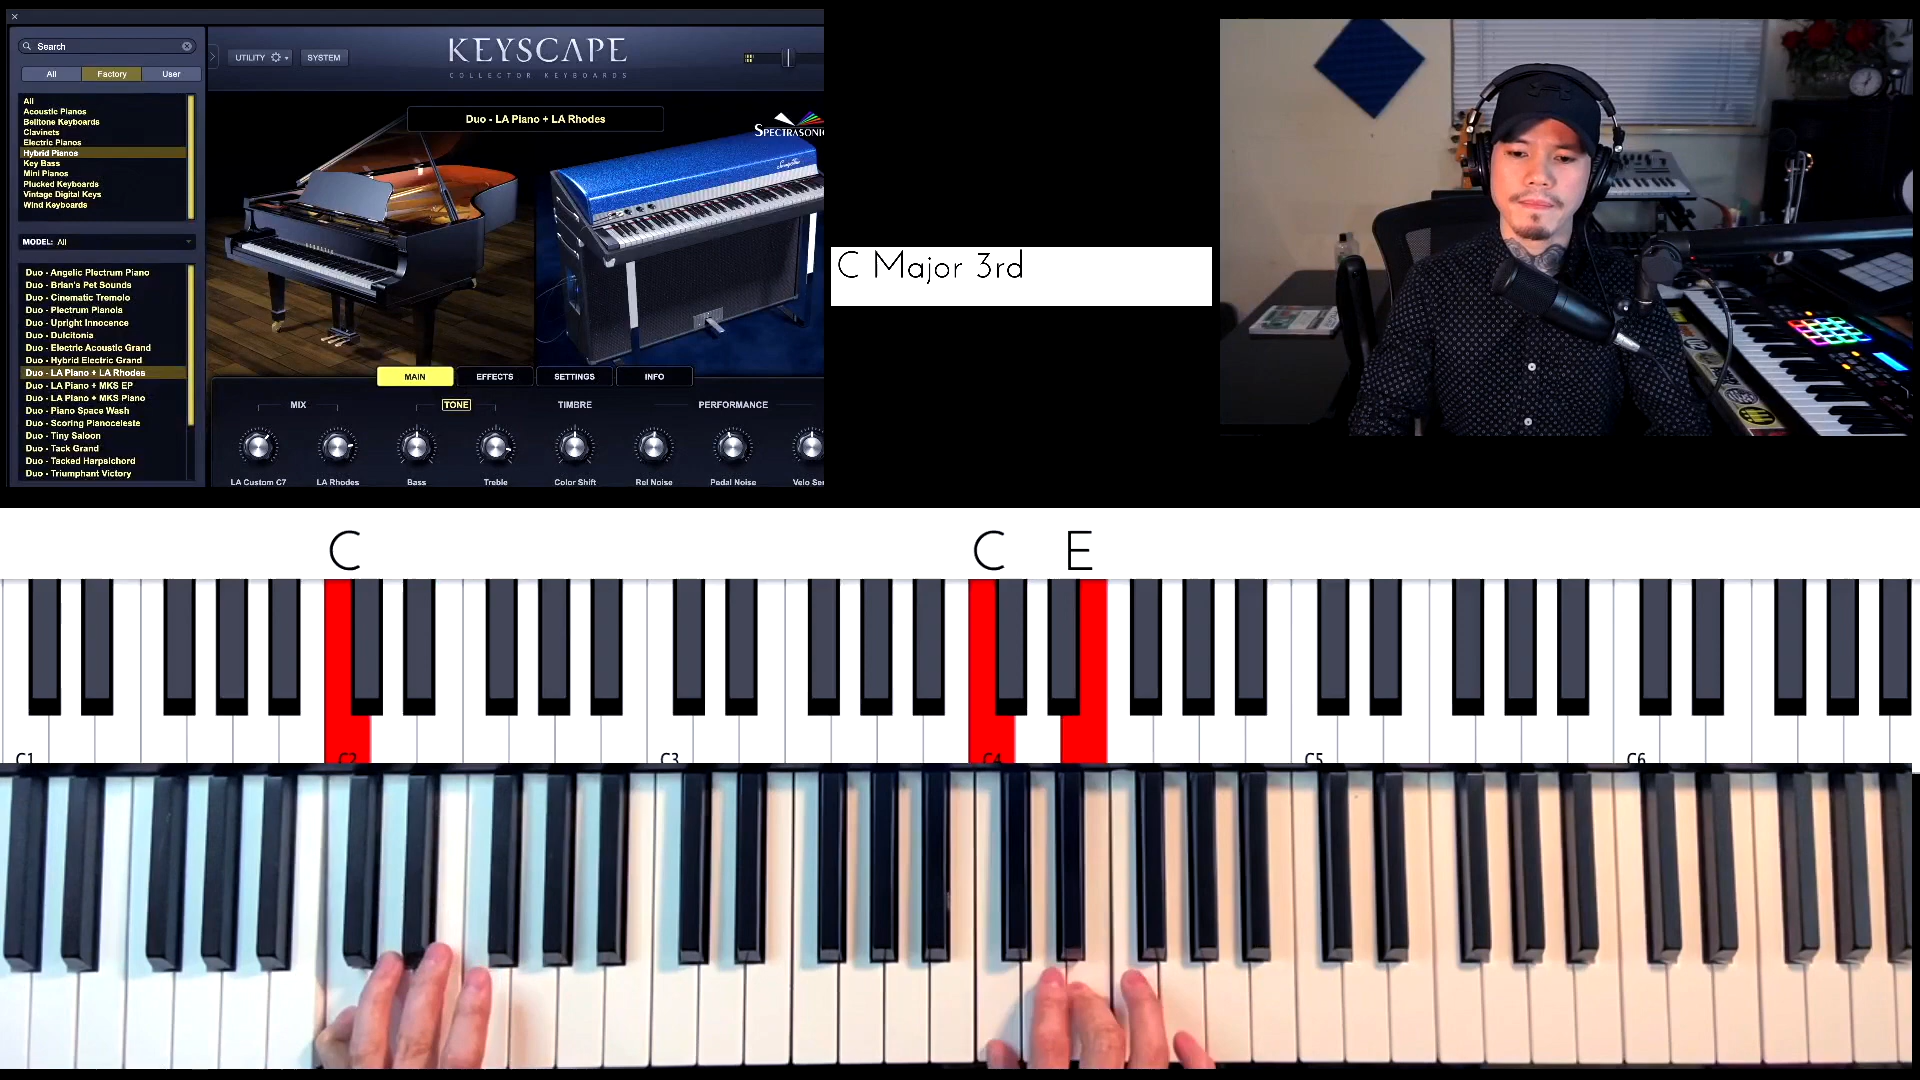 Search
All
Factory
User
All
Acoustic Pianos
Belltone Keyboards
Clavinets
Electric Pianos
Hybrid Pianos
Key Bass
Mini Pianos
Plucked Keyboards
Vintage Digital Keys
Wind Keyboards
MODEL: All
Duo - Angelic Plectrum Piano
Duo - Brian's Pet Sounds
Duo - Cinematic Tremolo
Duo - Plectrum Pianola
Duo - Upright Innocence
Duo - Dulcitonia
Duo - Electric Acoustic Grand
Duo - Hybrid Electric Grand
Duo - LA Piano + LA Rhodes
Duo - LA Piano + MKS EP
Duo - LA Piano + MKS Piano
Duo - Piano Space Wash
Duo - Scoring Pianoceleste
Duo - Tiny Saloon
Duo - Tack Grand
Duo - Tacked Harpsichord
Duo - Triumphant Victory
UTILITY
SYSTEM
KEYSCAPE
COLLECTOR KEYBOARDS
Duo - LA Piano + LA Rhodes
SPECTRASONIC
MAIN
EFFECTS
SETTINGS
INFO
MIX
TONE
TIMBRE
PERFORMANCE
LA Custom C7
LA Rhodes
Bass
Treble
Color Shift
Rel Noise
Pedal Noise
Velo Sen
C Major 3rd
C
C
E
C1
C2
C3
C4
C5
C6